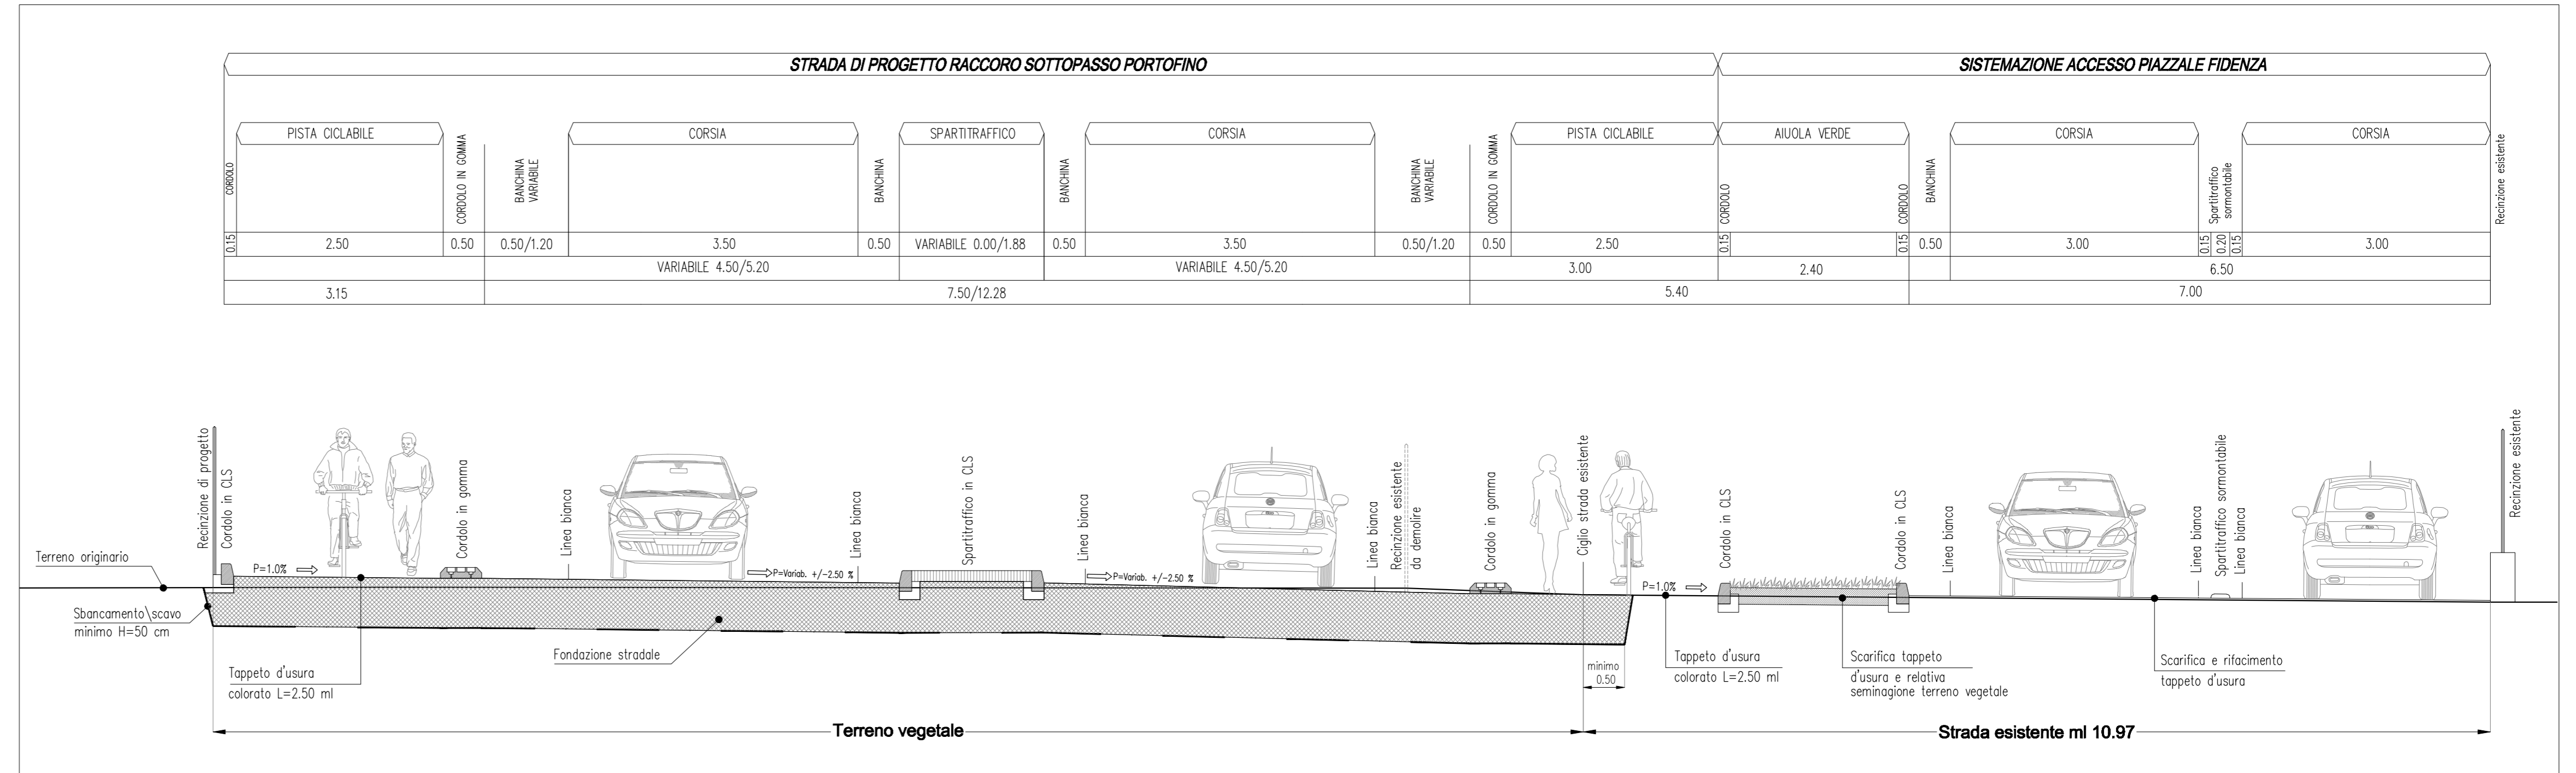 STRADA DI PROGETTO RACCORO SOTTOPASSO PORTOFINO
SISTEMAZIONE ACCESSO PIAZZALE FIDENZA
CORDOLO
PISTA CICLABILE
CORDOLO IN GOMMA
BANCHINA
VARIABILE
CORSIA
BANCHINA
SPARTITRAFFICO
BANCHINA
CORSIA
BANCHINA
VARIABILE
CORDOLO IN GOMMA
PISTA CICLABILE
CORDOLO
AIUOLA VERDE
CORDOLO
BANCHINA
CORSIA
Spartitraffico
sormontabile
CORSIA
Recinzione esistente
0.15
2.50
0.50
0.50/1.20
3.50
0.50
VARIABILE 0.00/1.88
0.50
3.50
0.50/1.20
0.50
2.50
0.15
0.15
0.50
3.00
0.15
0.20
0.15
3.00
VARIABILE 4.50/5.20
VARIABILE 4.50/5.20
3.00
2.40
6.50
3.15
7.50/12.28
5.40
7.00
Terreno originario
Sbancamento\scavo
minimo H=50 cm
Recinzione di progetto
Cordolo in CLS
P=1.0%
Tappeto d'usura
colorato L=2.50 ml
Cordolo in gomma
Linea bianca
Fondazione stradale
P=Variab. +/-2.50 %
Linea bianca
Spartitraffico in CLS
Linea bianca
P=Variab. +/-2.50 %
Linea bianca
Recinzione esistente
da demolire
Cordolo in gomma
Ciglio strada esistente
minimo
0.50
P=1.0%
Tappeto d'usura
colorato L=2.50 ml
Cordolo in CLS
Scarifica tappeto
d'usura e relativa
seminagione terreno vegetale
Cordolo in CLS
Linea bianca
Scarifica e rifacimento
tappeto d'usura
Linea bianca
Spartitraffico sormontabile
Linea bianca
Recinzione esistente
Terreno vegetale
Strada esistente ml 10.97